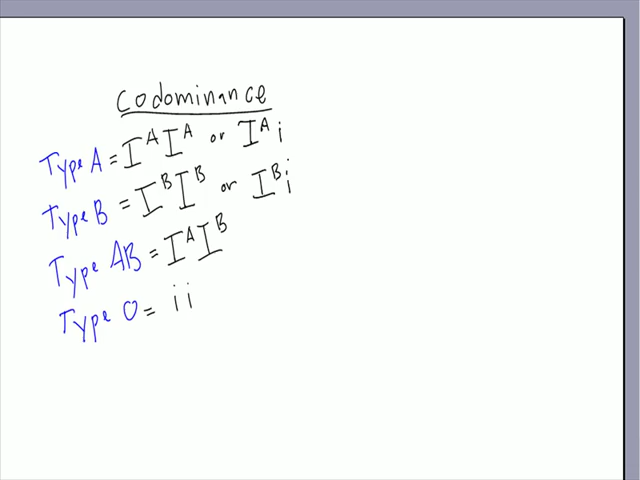 Codominance
Type A = I^A I^A or I^A i
Type B = I^B I^B or I^B i
Type AB = I^A I^B
Type O = i i